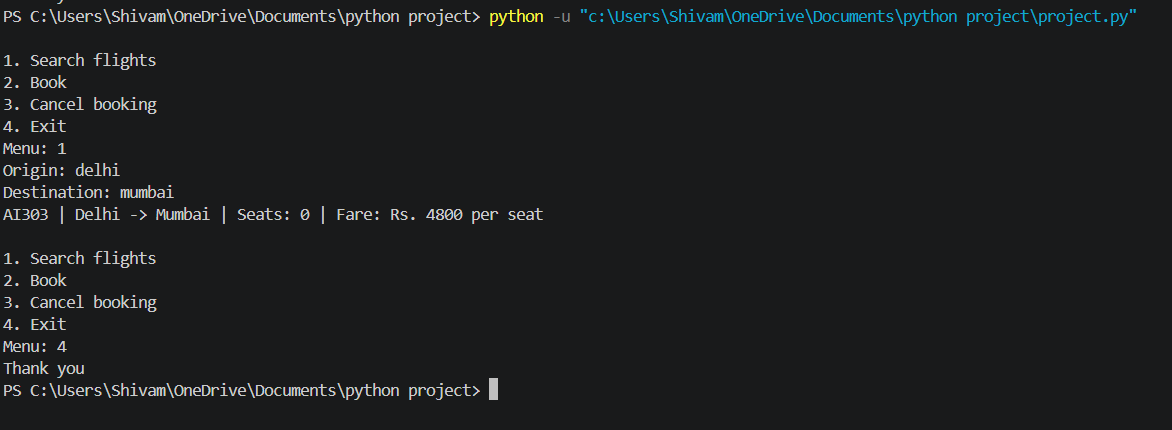 PS C:\Users\Shivam\OneDrive\Documents\python project> python -u "c:\Users\Shivam\OneDrive\Documents\python project\project.py"
1. Search flights
2. Book
3. Cancel booking
4. Exit
Menu: 1
Origin: delhi
Destination: mumbai
AI303 | Delhi -> Mumbai | Seats: 0 | Fare: Rs. 4800 per seat
1. Search flights
2. Book
3. Cancel booking
4. Exit
Menu: 4
Thank you
PS C:\Users\Shivam\OneDrive\Documents\python project>